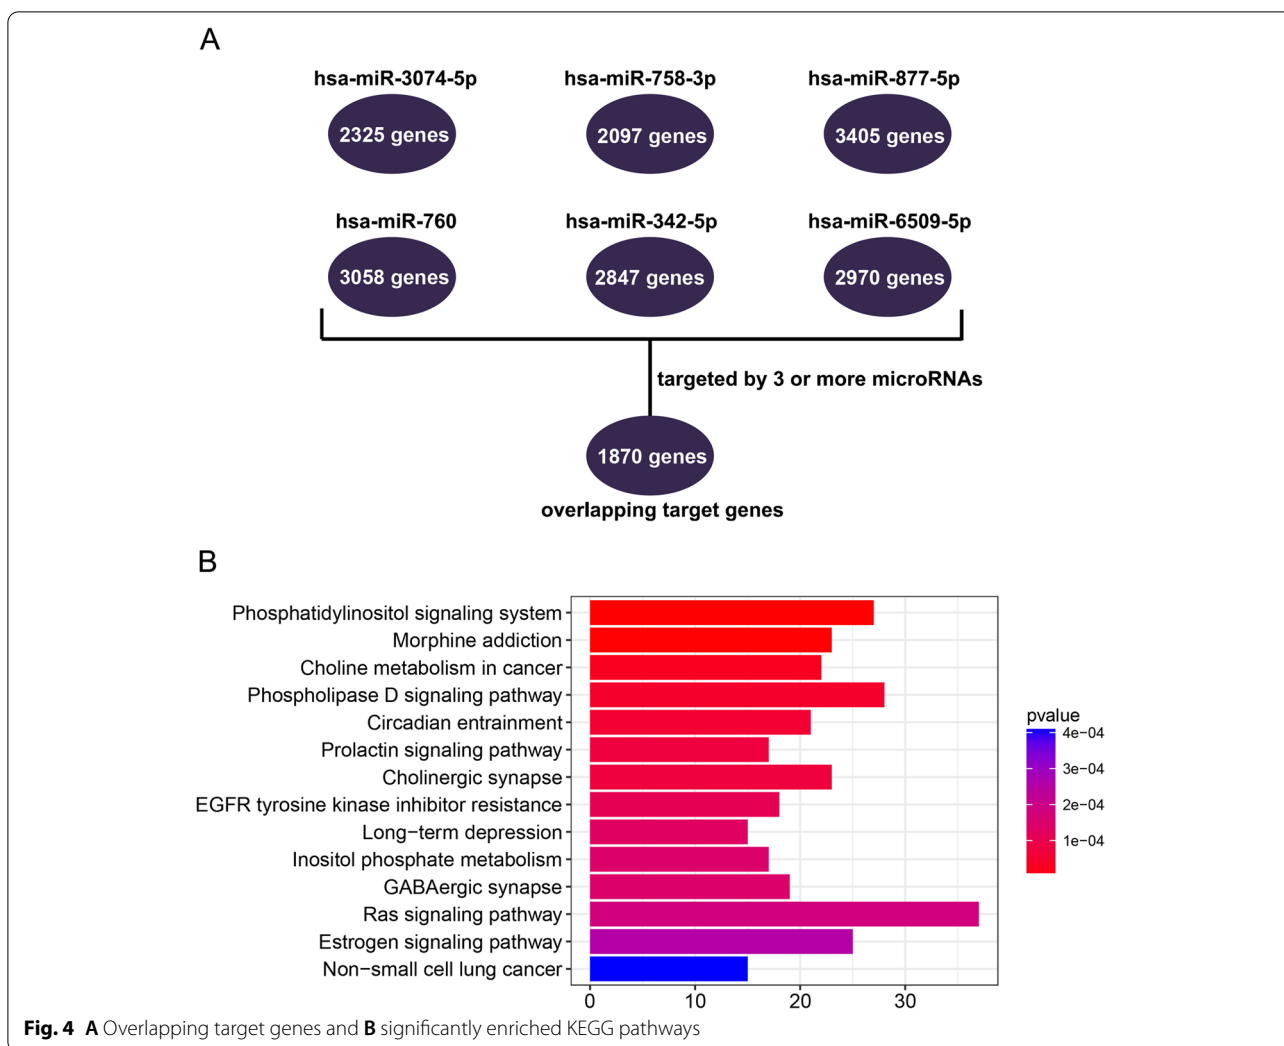 A
hsa-miR-3074-5p hsa-miR-758-3p hsa-miR-877-5p
2325 genes 2097 genes 3405 genes
hsa-miR-760 hsa-miR-342-5p hsa-miR-6509-5p
3058 genes 2847 genes 2970 genes
targeted by 3 or more microRNAs
1870 genes
overlapping target genes
B
Phosphatidylinositol signaling system
Morphine addiction
Choline metabolism in cancer
Phospholipase D signaling pathway
Circadian entrainment
Prolactin signaling pathway
Cholinergic synapse
EGFR tyrosine kinase inhibitor resistance
Long−term depression
Inositol phosphate metabolism
GABAergic synapse
Ras signaling pathway
Estrogen signaling pathway
Non−small cell lung cancer
0 10 20 30
pvalue
4e−04
3e−04
2e−04
1e−04
Fig. 4 A Overlapping target genes and B significantly enriched KEGG pathways